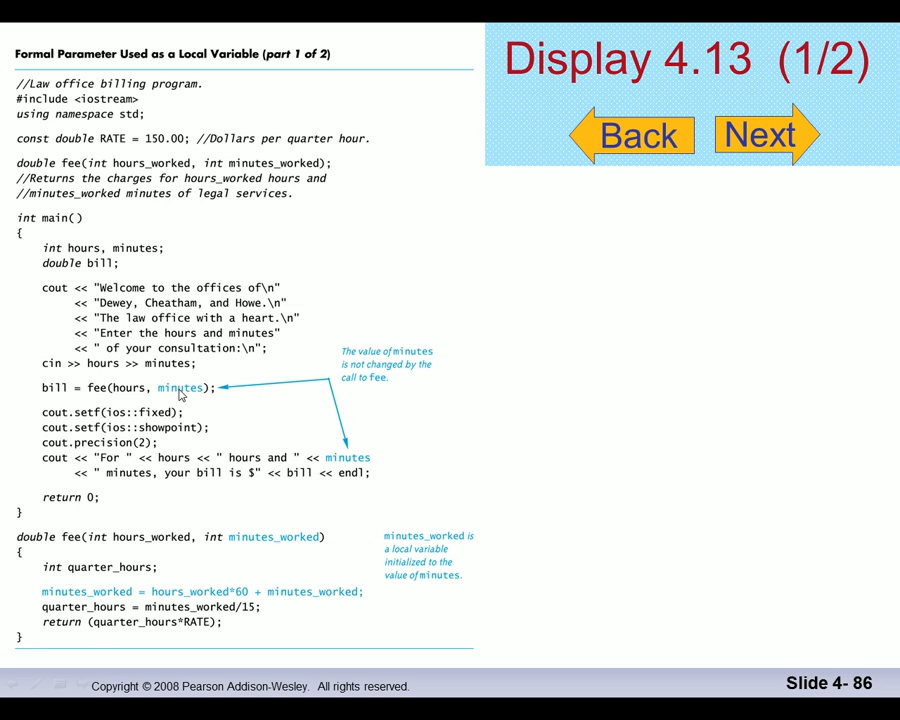 Formal Parameter Used as a Local Variable (part 1 of 2)
//Law office billing program.
#include <iostream>
using namespace std;
const double RATE = 150.00; //Dollars per quarter hour.
double fee(int hours_worked, int minutes_worked);
//Returns the charges for hours_worked hours and
//minutes_worked minutes of legal services.
int main()
{
int hours, minutes;
double bill;
cout << "Welcome to the offices of\n"
<< "Dewey, Cheatham, and Howe.\n"
<< "The law office with a heart.\n"
<< "Enter the hours and minutes"
<< " of your consultation:\n";
cin >> hours >> minutes;
bill = fee(hours, minutes);
cout.setf(ios::fixed);
cout.setf(ios::showpoint);
cout.precision(2);
cout << "For " << hours << " hours and " << minutes
<< " minutes, your bill is $" << bill << endl;
return 0;
}
The value of minutes
is not changed by the
call to fee.
double fee(int hours_worked, int minutes_worked)
{
int quarter_hours;
minutes_worked = hours_worked*60 + minutes_worked;
quarter_hours = minutes_worked/15;
return (quarter_hours*RATE);
}
minutes_worked is
a local variable
initialized to the
value of minutes.
Display 4.13 (1/2)
Back
Next
Copyright © 2008 Pearson Addison-Wesley. All rights reserved.
Slide 4- 86